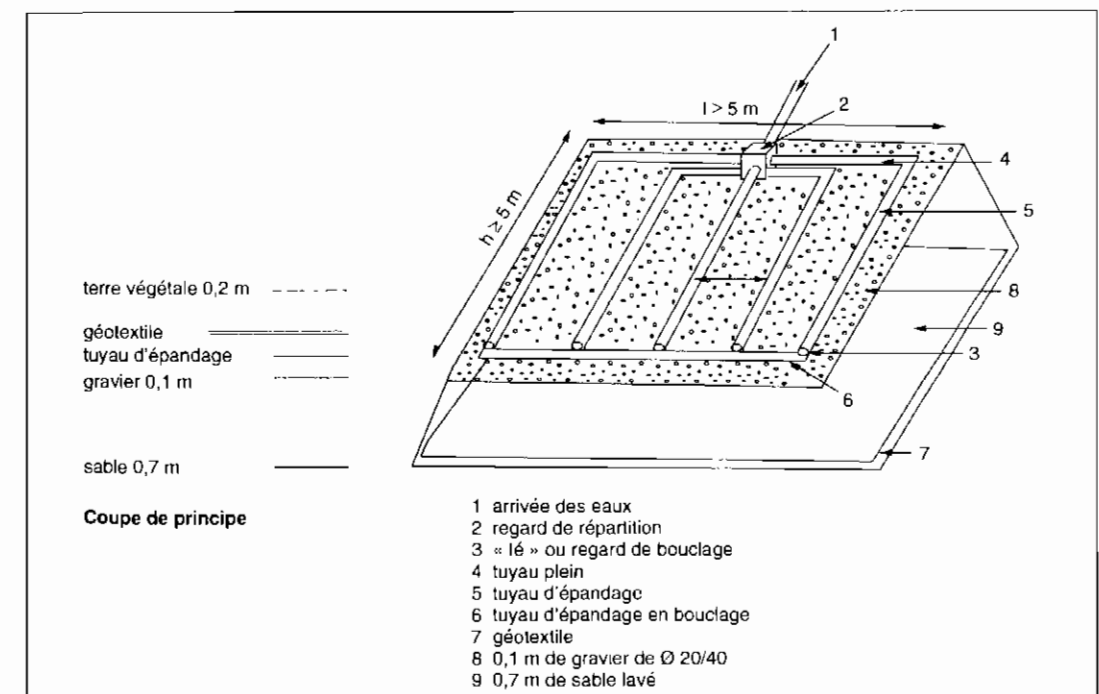 1
l > 5 m
2
4
h ≥ 5 m
5
terre végétale 0,2 m
8
géotextile
9
tuyau d'épandage
3
gravier 0,1 m
6
sable 0,7 m
7
Coupe de principe
1 arrivée des eaux
2 regard de répartition
3 « lé » ou regard de bouclage
4 tuyau plein
5 tuyau d'épandage
6 tuyau d'épandage en bouclage
7 géotextile
8 0,1 m de gravier de Ø 20/40
9 0,7 m de sable lavé